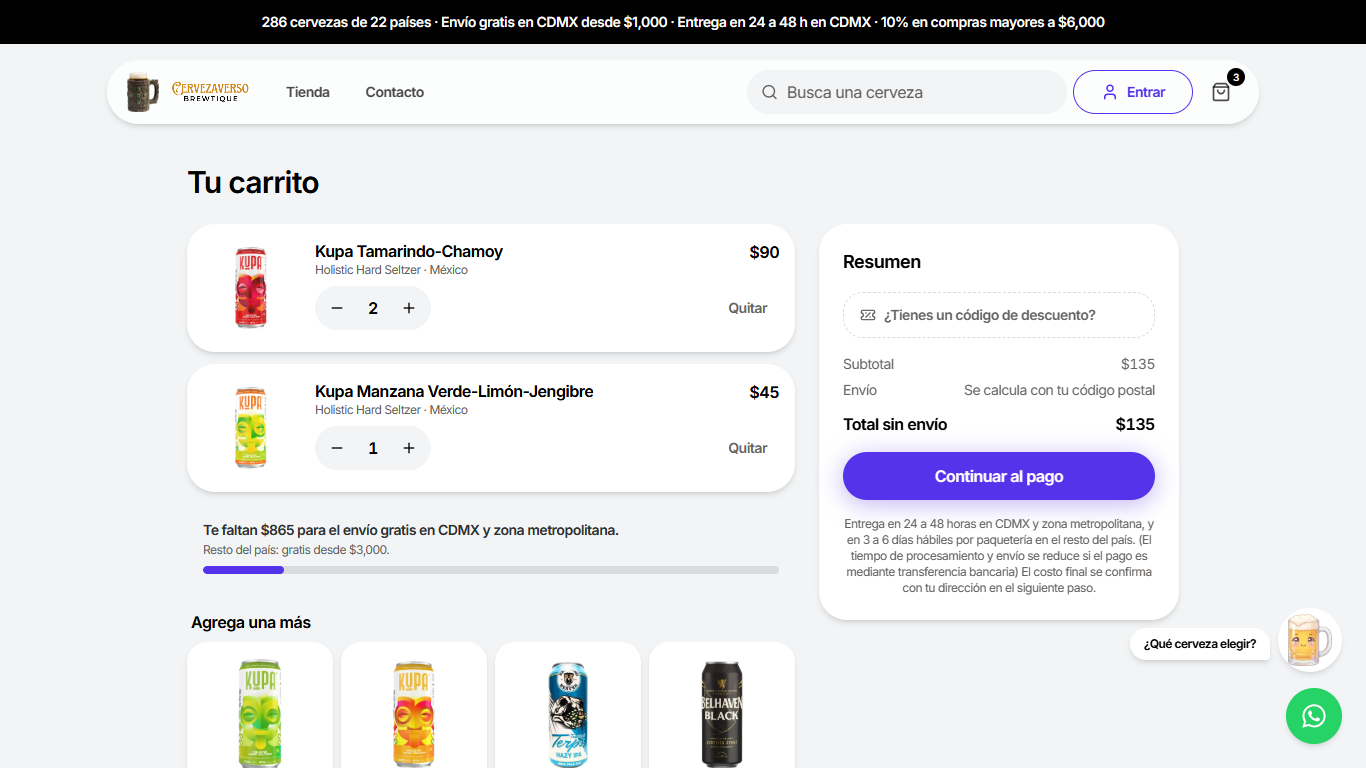 286 cervezas de 22 países · Envío gratis en CDMX desde $1,000 · Entrega en 24 a 48 h en CDMX · 10% en compras mayores a $6,000
CERVEZAVERSO
BREWTIQUE
Tienda
Contacto
Busca una cerveza
Entrar
3
Tu carrito
KUPA
Kupa Tamarindo-Chamoy
$90
Holistic Hard Seltzer · México
2
Quitar
KUPA
Kupa Manzana Verde-Limón-Jengibre
$45
Holistic Hard Seltzer · México
1
Quitar
Te faltan $865 para el envío gratis en CDMX y zona metropolitana.
Resto del país: gratis desde $3,000.
Agrega una más
KUPA
KUPA
HAZY IPA
BELHAVEN
BLACK
Resumen
¿Tienes un código de descuento?
Subtotal
$135
Envío
Se calcula con tu código postal
Total sin envío
$135
Continuar al pago
Entrega en 24 a 48 horas en CDMX y zona metropolitana, y
en 3 a 6 días hábiles por paquetería en el resto del país. (El
tiempo de procesamiento y envío se reduce si el pago es
mediante transferencia bancaria) El costo final se confirma
con tu dirección en el siguiente paso.
¿Qué cerveza elegir?